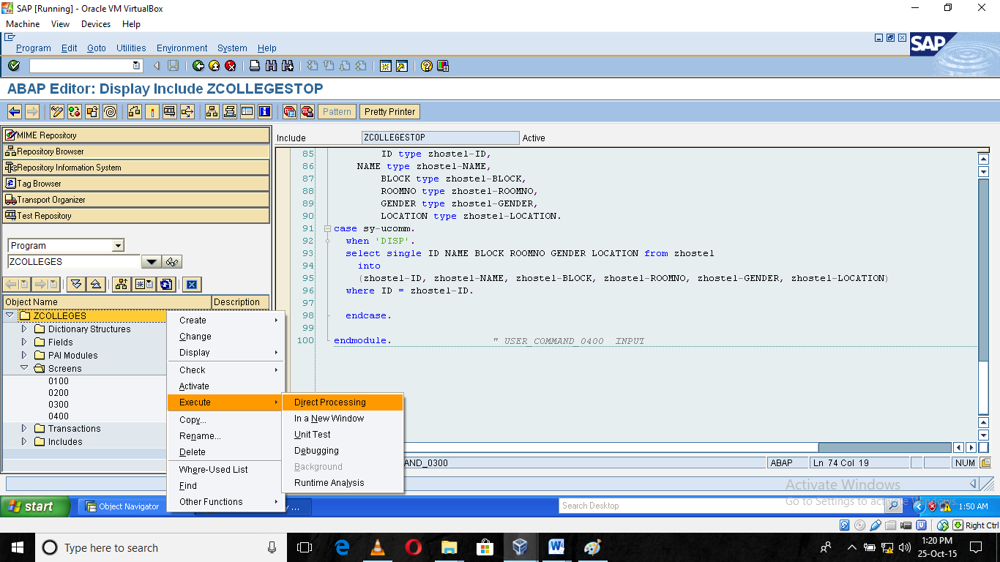 SAP [Running] - Oracle VM VirtualBox
Machine View Devices Help
Program Edit Goto Utilities Environment System Help
SAP
ABAP Editor: Display Include ZCOLLEGESTOP
Pattern Pretty Printer
MIME Repository
Repository Browser
Repository Information System
Tag Browser
Transport Organizer
Test Repository
Program
ZCOLLEGES
Object Name Description
ZCOLLEGES
Dictionary Structures
Fields
PAI Modules
Screens
0100
0200
0300
0400
Transactions
Includes
Create
Change
Display
Check
Activate
Execute
Copy...
Rename...
Delete
Where-Used List
Find
Other Functions
Direct Processing
In a New Window
Unit Test
Debugging
Background
Runtime Analysis
Include ZCOLLEGESTOP Active
85 ID type zhostel-ID,
86 NAME type zhostel-NAME,
87 BLOCK type zhostel-BLOCK,
88 ROOMNO type zhostel-ROOMNO,
89 GENDER type zhostel-GENDER,
90 LOCATION type zhostel-LOCATION.
91 case sy-ucomm.
92 when 'DISP'.
93 select single ID NAME BLOCK ROOMNO GENDER LOCATION from zhostel
94 into
95 (zhostel-ID, zhostel-NAME, zhostel-BLOCK, zhostel-ROOMNO, zhostel-GENDER, zhostel-LOCATION)
96 where ID = zhostel-ID.
97
98 endcase.
99
100 endmodule. " USER_COMMAND_0400 INPUT
AND_0300 ABAP Ln 74 Col 19 NUM
Activate Windows
Go to Settings to activate Windows.
start Object Navigator Search Desktop 1:50 AM
Right Ctrl
Type here to search 1:20 PM
25-Oct-15